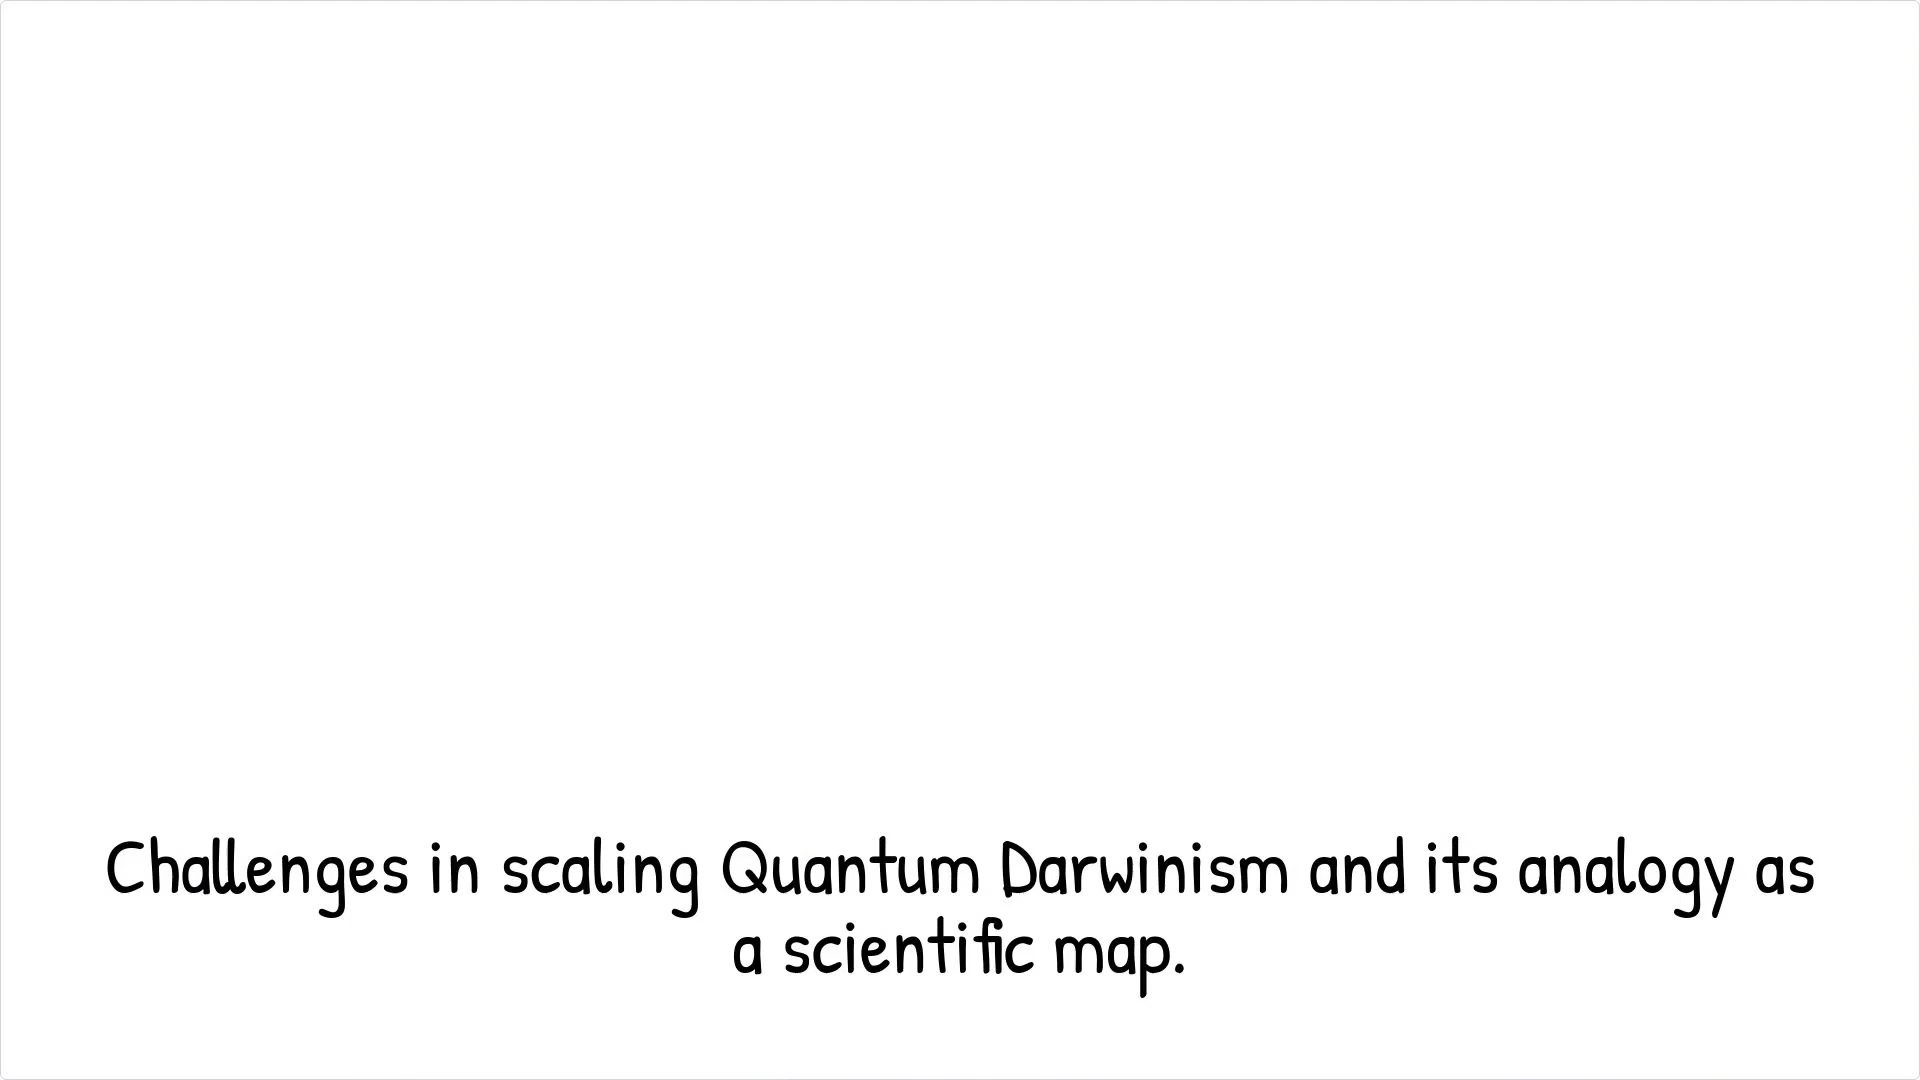 Challenges in scaling Quantum Darwinism and its analogy as
a scientific map.